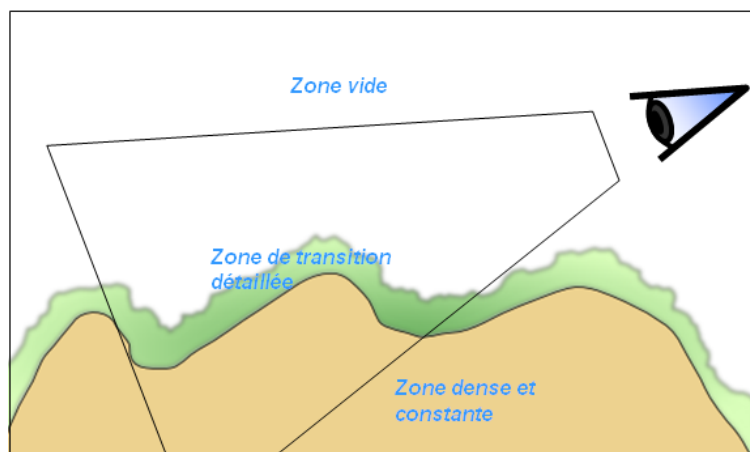 Zone vide
Zone de transition
détaillée
Zone dense et
constante